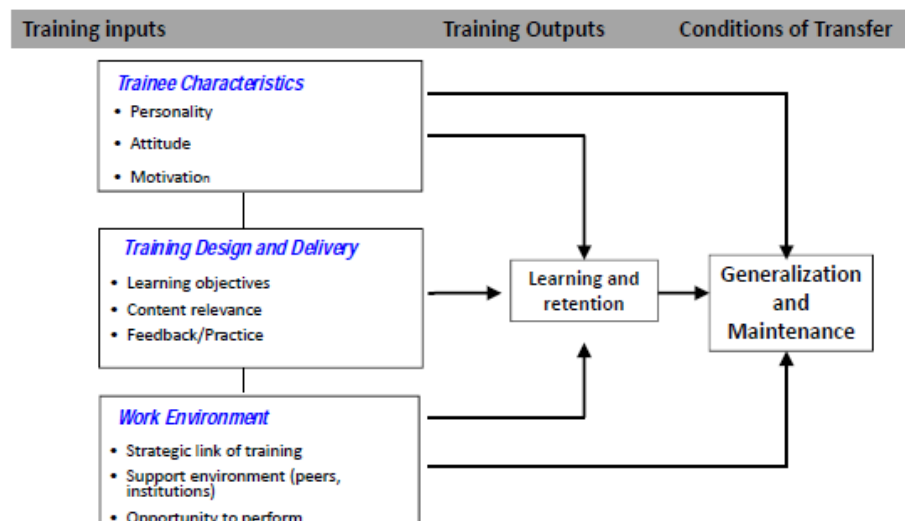 Training inputs
Training Outputs
Conditions of Transfer
Trainee Characteristics
• Personality
• Attitude
• Motivation
Training Design and Delivery
• Learning objectives
• Content relevance
• Feedback/Practice
Work Environment
• Strategic link of training
• Support environment (peers,
institutions)
• Opportunity to perform
Learning and
retention
Generalization
and
Maintenance